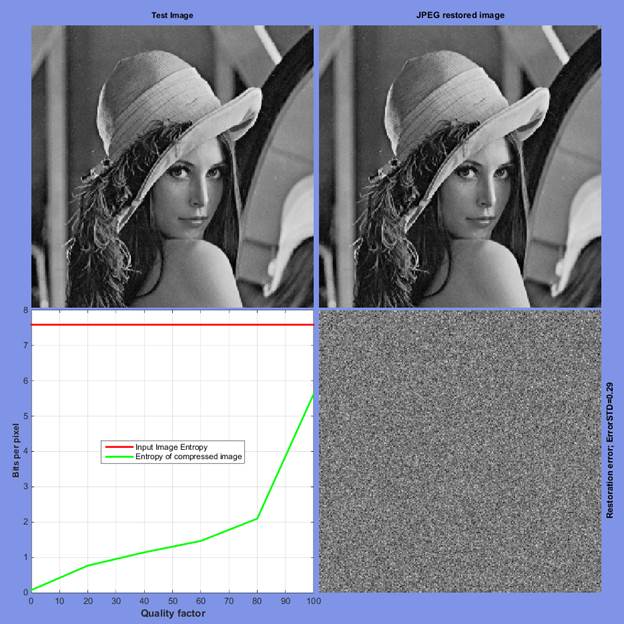 Test Image
JPEG restored image
8
7
6
5
4
3
2
1
0
Bits per pixel
Input Image Entropy
Entropy of compressed image
0 10 20 30 40 50 60 70 80 90 100
Quality factor
Restoration error; ErrorSTD=0.29